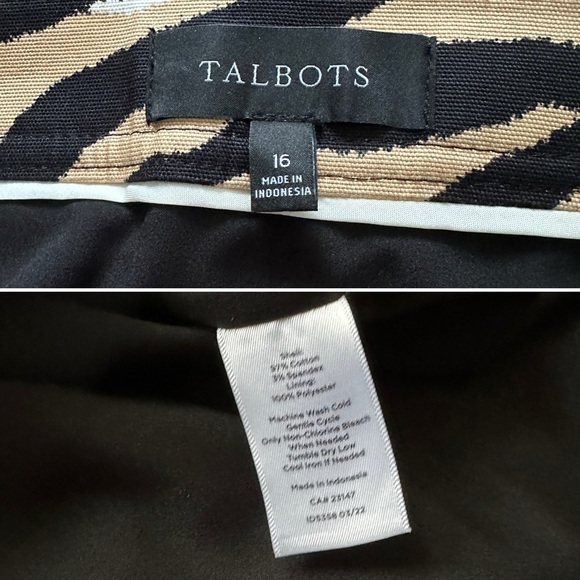 TALBOTS
16
MADE IN
INDONESIA
Shell:
97% Cotton
3% Spandex
Lining:
100% Polyester
Machine Wash Cold
Gentle Cycle
Only Non-Chlorine Bleach
When Needed
Tumble Dry Low
Cool Iron If Needed
Made in Indonesia
CA# 23147
ID5358 03/22